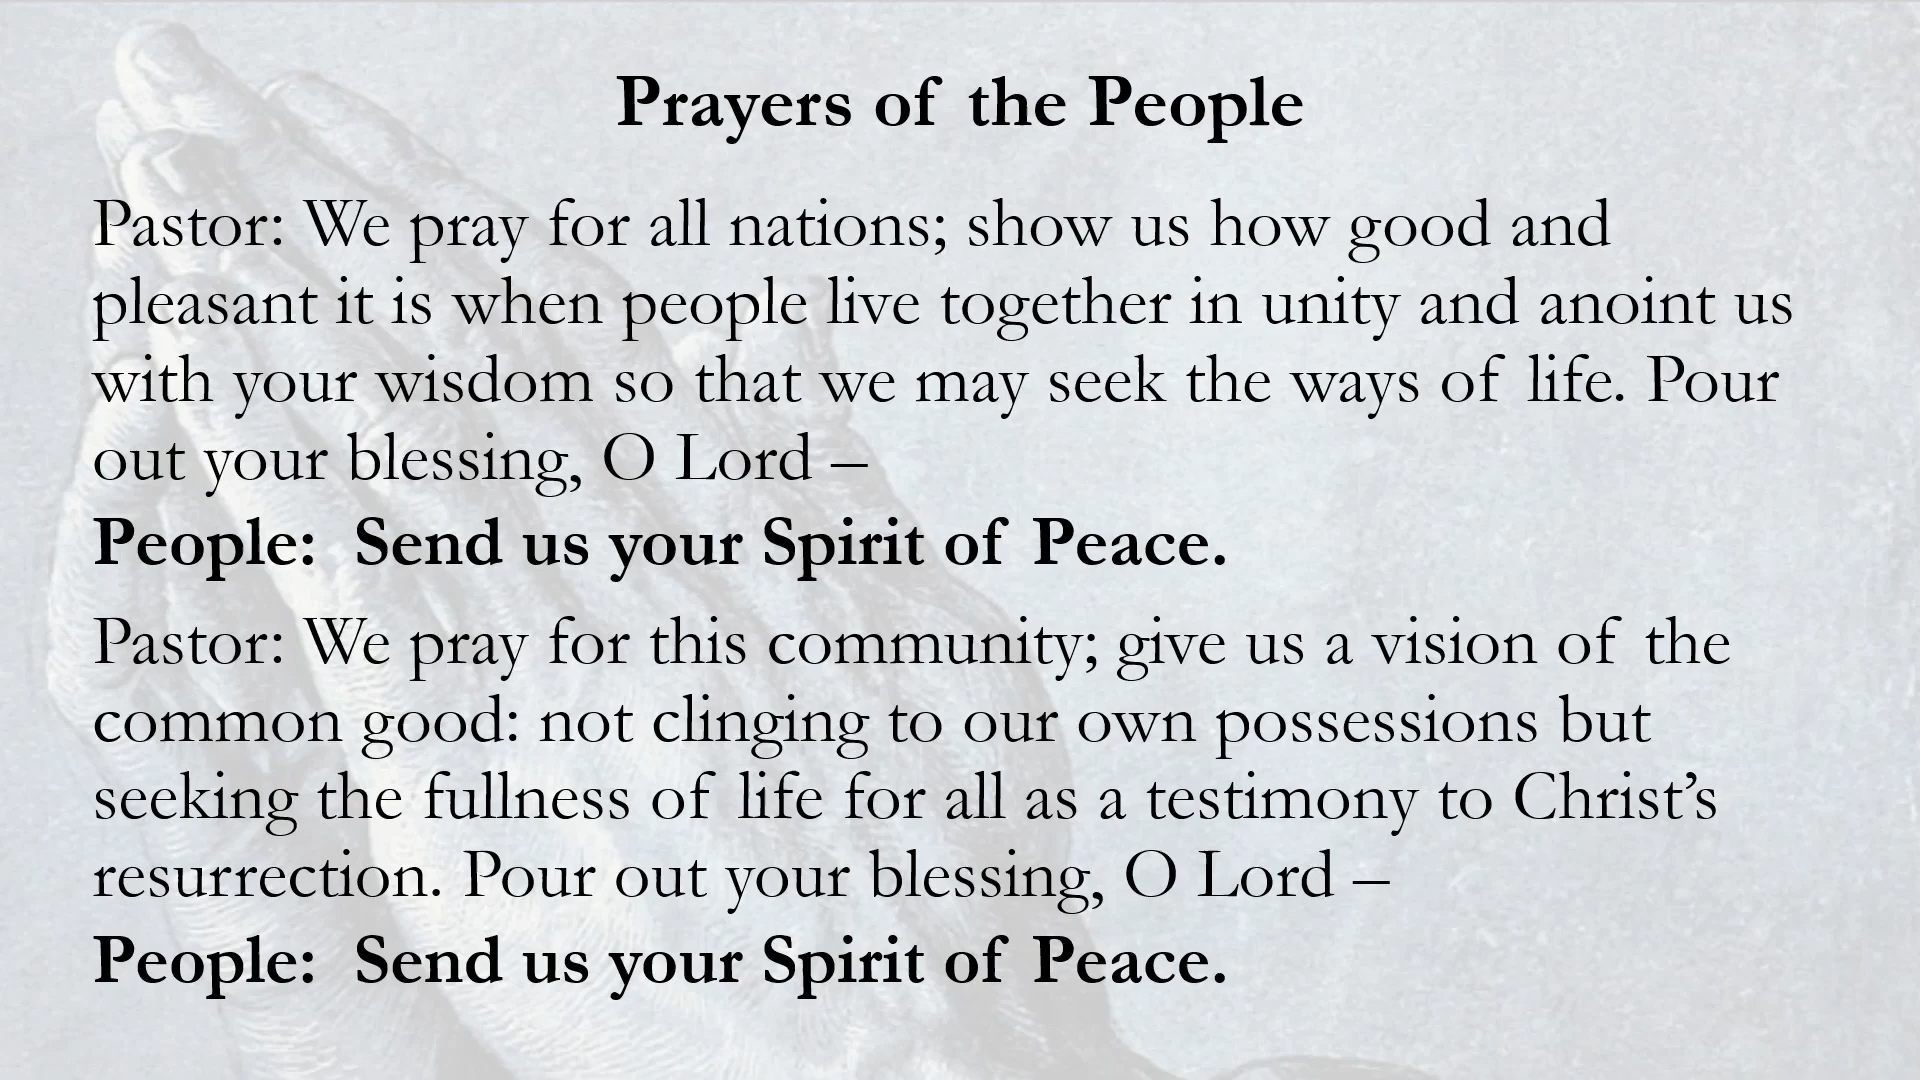 Prayers of the People
Pastor: We pray for all nations; show us how good and
pleasant it is when people live together in unity and anoint us
with your wisdom so that we may seek the ways of life. Pour
out your blessing, O Lord –
People:  Send us your Spirit of Peace.
Pastor: We pray for this community; give us a vision of the
common good: not clinging to our own possessions but
seeking the fullness of life for all as a testimony to Christ’s
resurrection. Pour out your blessing, O Lord –
People:  Send us your Spirit of Peace.